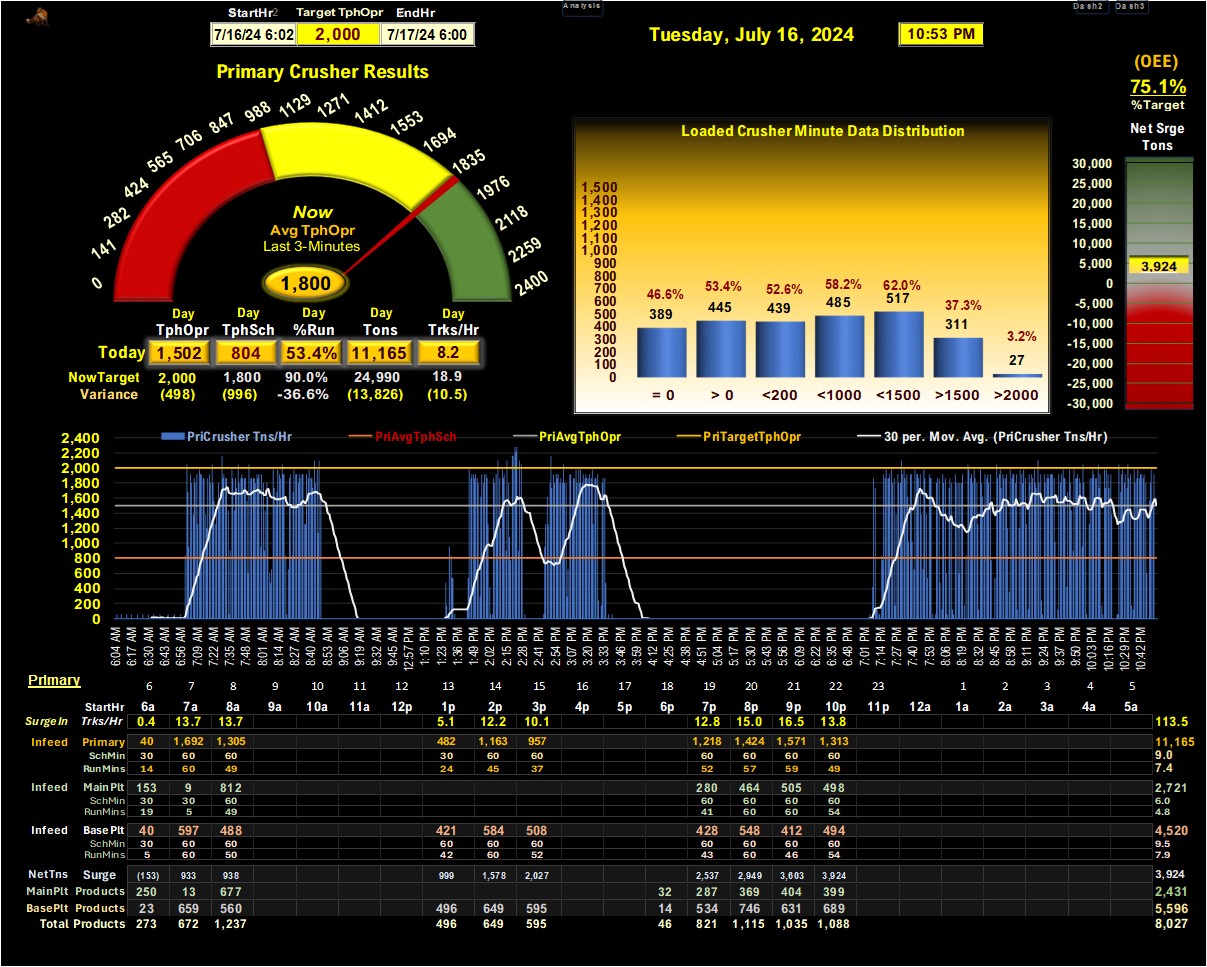 Analysis
Dash2 Dash3
StartHr2 Target TphOpr EndHr
7/16/24 6:02 2,000 7/17/24 6:00
Tuesday, July 16, 2024 10:53 PM
Primary Crusher Results
(OEE)
75.1%
%Target
Net Srge
Tons
0 141 282 424 565 706 847 988 1129 1271 1412 1553 1694 1835 1976 2118 2259 2400
Now
Avg TphOpr
Last 3-Minutes
1,800
Day Day Day Day Day
TphOpr TphSch %Run Tons Trks/Hr
Today 1,502 804 53.4% 11,165 8.2
NowTarget 2,000 1,800 90.0% 24,990 18.9
Variance (498) (996) -36.6% (13,826) (10.5)
Loaded Crusher Minute Data Distribution
1,500
1,400
1,300
1,200
1,100
1,000
900
800
700
600
500
400
300
200
100
0
46.6% 53.4% 52.6% 58.2% 62.0% 37.3% 3.2%
389 445 439 485 517 311 27
= 0 > 0 <200 <1000 <1500 >1500 >2000
30,000
25,000
20,000
15,000
10,000
5,000
0
-5,000
-10,000
-15,000
-20,000
-25,000
-30,000
3,924
PriCrusher Tns/Hr PriAvgTphSch PriAvgTphOpr PriTargetTphOpr 30 per. Mov. Avg. (PriCrusher Tns/Hr)
2,400
2,200
2,000
1,800
1,600
1,400
1,200
1,000
800
600
400
200
0
6:04 AM 6:17 AM 6:30 AM 6:43 AM 6:56 AM 7:09 AM 7:22 AM 7:35 AM 7:48 AM 8:01 AM 8:14 AM 8:27 AM 8:40 AM 8:53 AM 9:06 AM 9:19 AM 9:32 AM 9:45 AM 12:57 PM 1:10 PM 1:23 PM 1:36 PM 1:49 PM 2:02 PM 2:15 PM 2:28 PM 2:41 PM 2:54 PM 3:07 PM 3:20 PM 3:33 PM 3:46 PM 3:59 PM 4:12 PM 4:25 PM 4:38 PM 4:51 PM 5:04 PM 5:17 PM 5:30 PM 5:43 PM 5:56 PM 6:09 PM 6:22 PM 6:35 PM 6:48 PM 7:01 PM 7:14 PM 7:27 PM 7:40 PM 7:53 PM 8:06 PM 8:19 PM 8:32 PM 8:45 PM 8:58 PM 9:11 PM 9:24 PM 9:37 PM 9:50 PM 10:03 PM 10:16 PM 10:29 PM 10:42 PM
Primary
6 7 8 9 10 11 12 13 14 15 16 17 18 19 20 21 22 23 1 2 3 4 5
StartHr 6a 7a 8a 9a 10a 11a 12p 1p 2p 3p 4p 5p 6p 7p 8p 9p 10p 11p 12a 1a 2a 3a 4a 5a
SurgeIn Trks/Hr 0.4 13.7 13.7 5.1 12.2 10.1 12.8 15.0 16.5 13.8 113.5
Infeed Primary 40 1,692 1,305 482 1,163 957 1,218 1,424 1,571 1,313 11,165
SchMin 30 60 60 30 60 60 60 60 60 60 9.0
RunMins 14 60 49 24 45 37 52 57 59 49 7.4
Infeed MainPlt 153 9 812 280 464 505 498 2,721
SchMin 30 30 60 60 60 60 60 6.0
RunMins 19 5 49 41 60 60 54 4.8
Infeed BasePlt 40 597 488 421 584 508 428 548 412 494 4,520
SchMin 30 60 60 60 60 60 60 60 60 60 9.5
RunMins 5 60 50 42 60 52 43 60 46 54 7.9
NetTns Surge (153) 933 938 999 1,578 2,027 2,537 2,949 3,603 3,924 3,924
MainPlt Products 250 13 677 32 287 369 404 399 2,431
BasePlt Products 23 659 560 496 649 595 14 534 746 631 689 5,596
Total Products 273 672 1,237 496 649 595 46 821 1,115 1,035 1,088 8,027